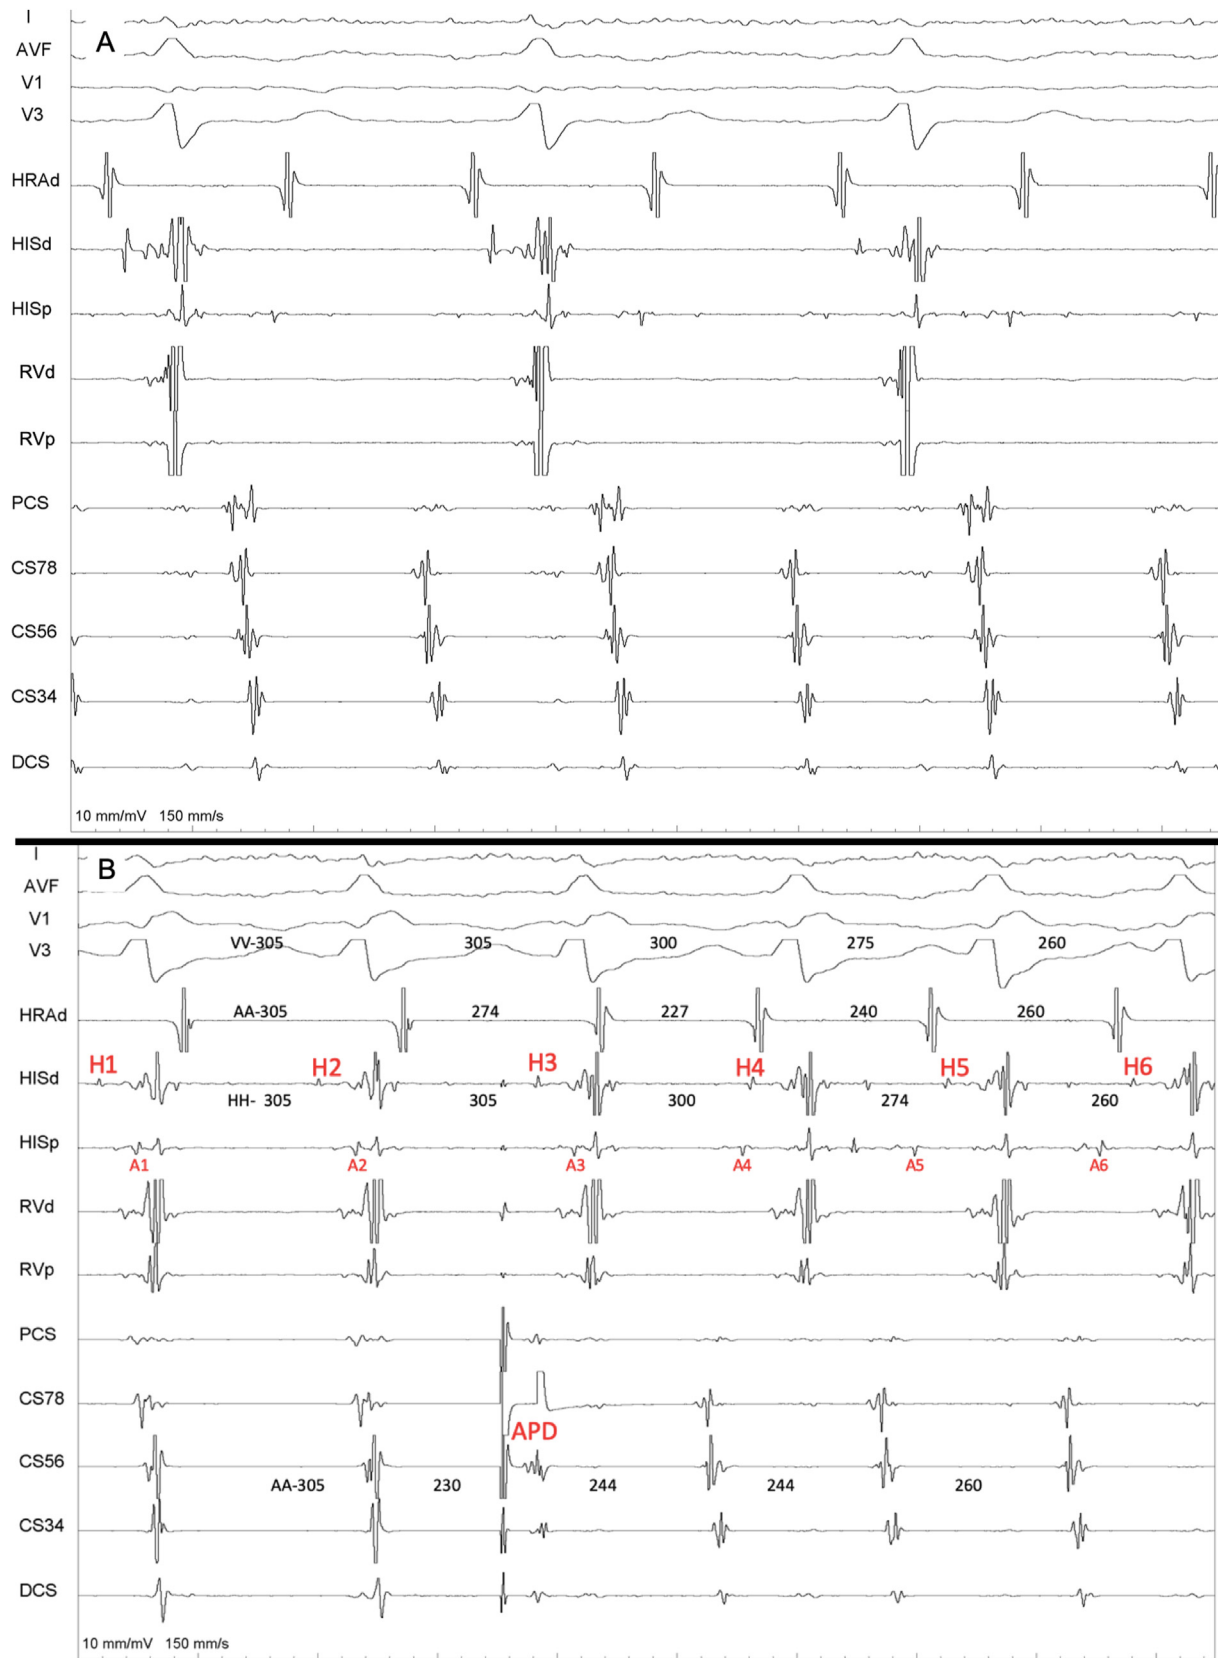 I
A
AVF
V1
V3
HRAd
HISd
HISp
RVd
RVp
PCS
CS78
CS56
CS34
DCS
10 mm/mV 150 mm/s
I
B
AVF
V1
V3
VV-305 305 300 275 260
HRAd
AA-305 274 227 240 260
H1 H2 H3 H4 H5 H6
HISd
HH- 305 305 300 274 260
HISp
A1 A2 A3 A4 A5 A6
RVd
RVp
PCS
CS78
APD
CS56
AA-305 230 244 244 260
CS34
DCS
10 mm/mV 150 mm/s